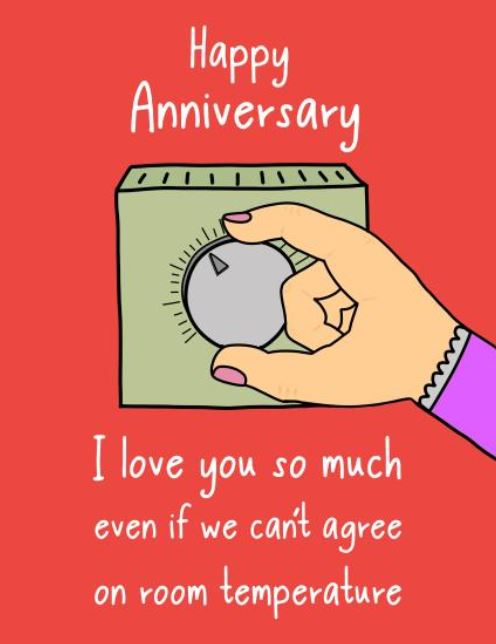 Happy
Anniversary
I love you so much
even if we can't agree
on room temperature